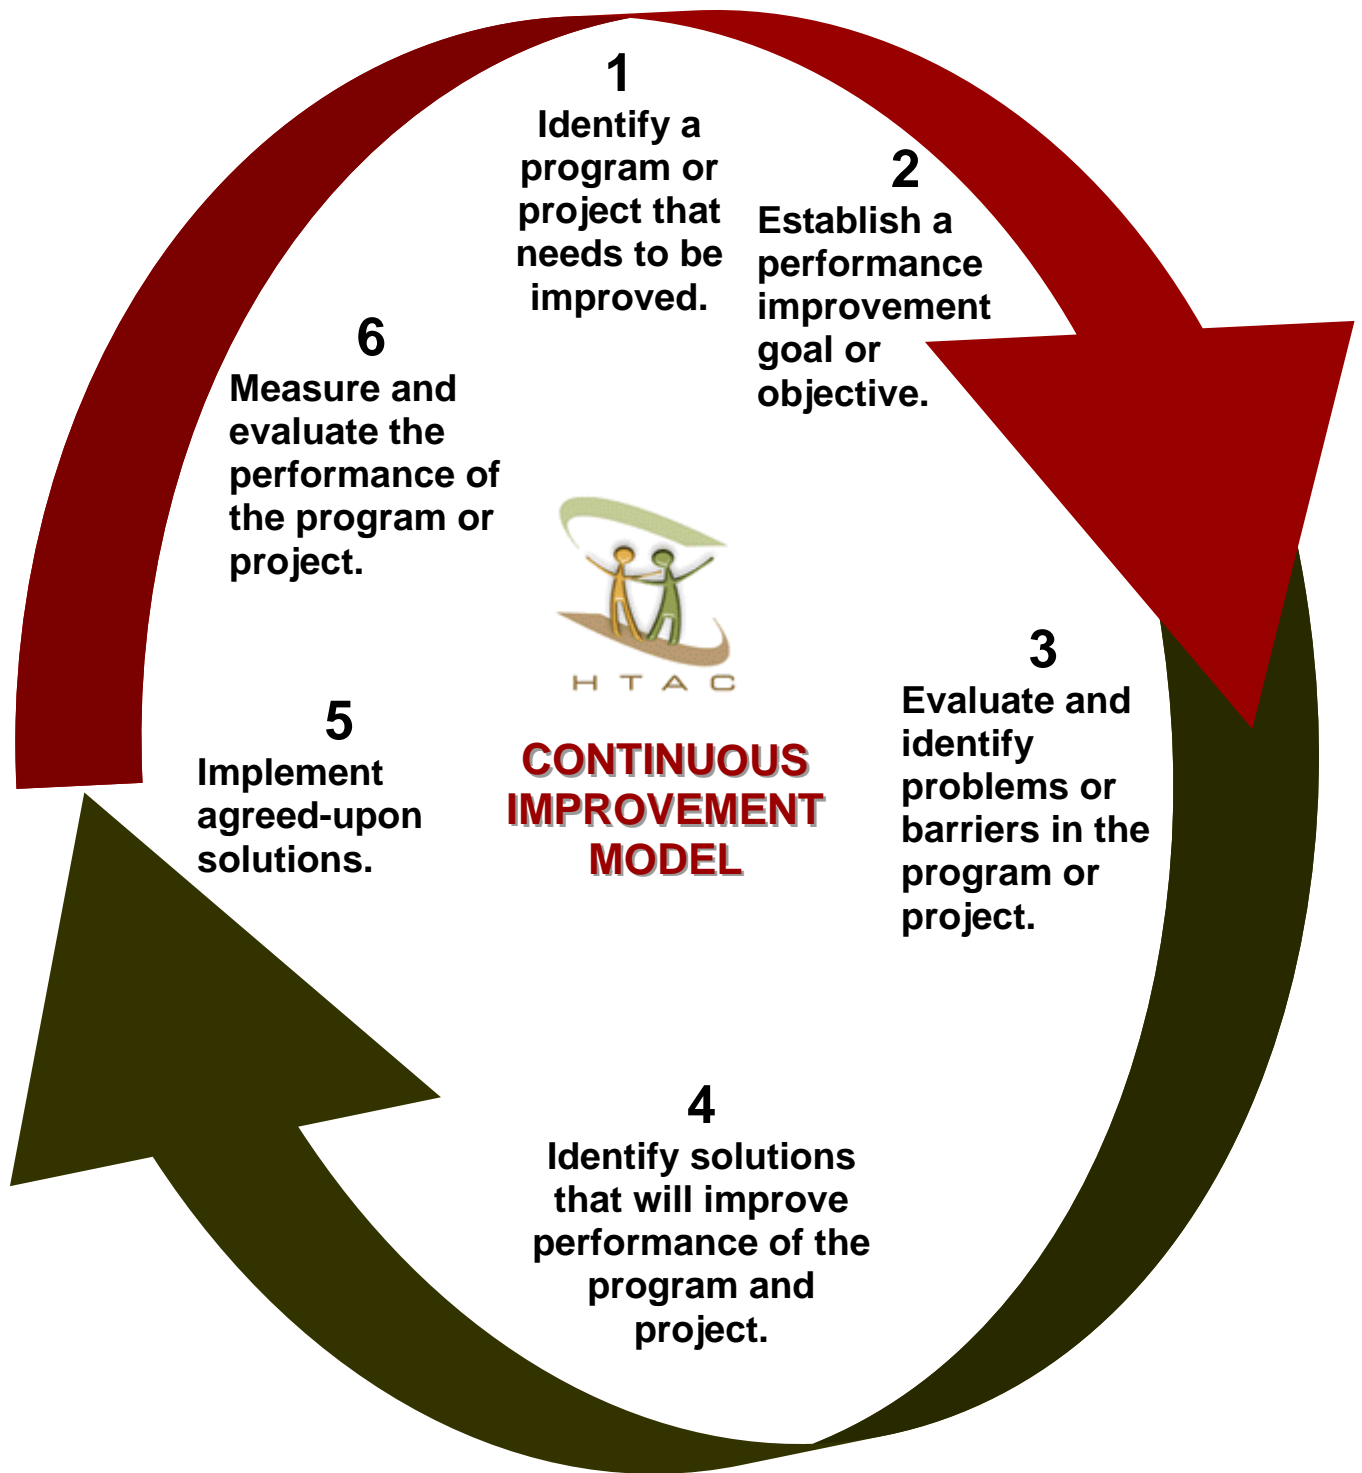 1
Identify a
program or
project that
needs to be
improved.
2
Establish a
performance
improvement
goal or
objective.
3
Evaluate and
identify
problems or
barriers in the
program or
project.
4
Identify solutions
that will improve
performance of the
program and
project.
5
Implement
agreed-upon
solutions.
6
Measure and
evaluate the
performance of
the program or
project.
HTAC
CONTINUOUS
IMPROVEMENT
MODEL